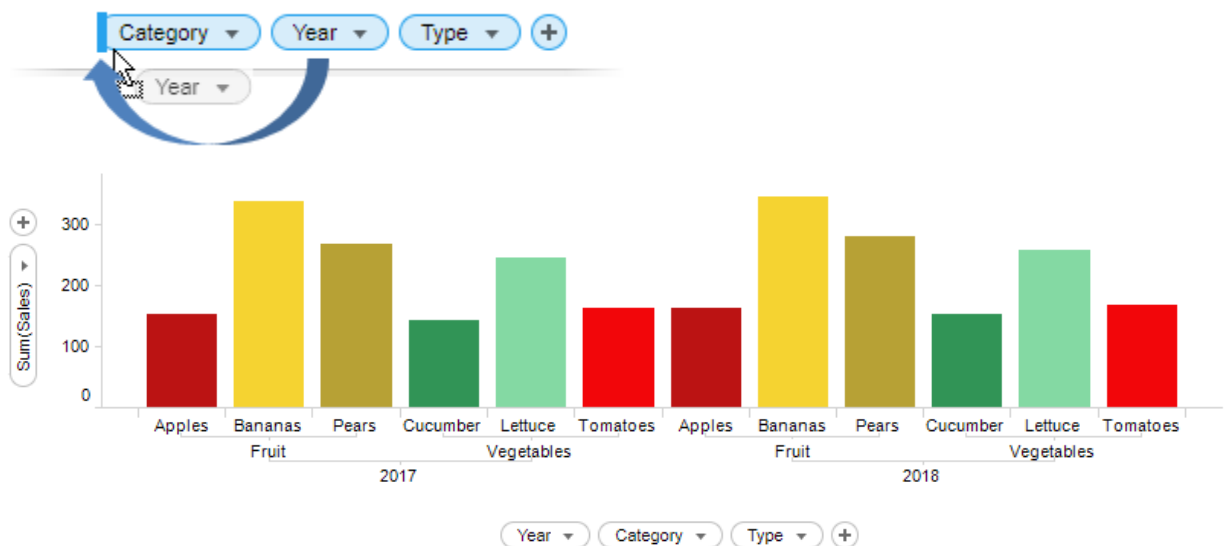 Category Year Type
Year
300
200
100
0
Sum(Sales)
Apples Bananas Pears Cucumber Lettuce Tomatoes Apples Bananas Pears Cucumber Lettuce Tomatoes
Fruit Vegetables Fruit Vegetables
2017 2018
Year Category Type